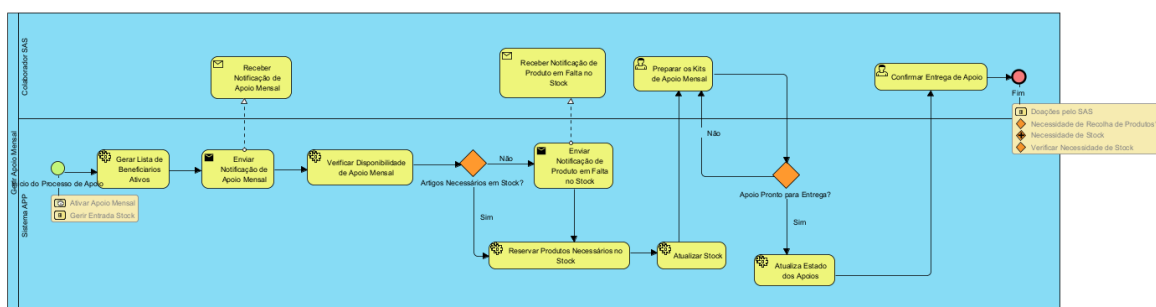 Gerir Apoio Mensal
Colaborador SAS
Receber
Notificação de
Apoio Mensal
Receber Notificação de
Produto em Falta no
Stock
Preparar os Kits
de Apoio Mensal
Confirmar Entrega de Apoio
Fim
Doações pelo SAS
Necessidade de Recolha de Produtos?
Necessidade de Stock
Verificar Necessidade de Stock
Sistema APP
do Processo de Apoio
Ativar Apoio Mensal
Gerir Entrada Stock
Gerar Lista de
Beneficiarios
Ativos
Enviar
Notificação de
Apoio Mensal
Verificar Disponibilidade
de Apoio Mensal
Artigos Necessários em Stock?
Não
Sim
Enviar
Notificação de
Produto em Falta
no Stock
Reservar Produtos Necessários no
Stock
Atualizar Stock
Não
Apoio Pronto para Entrega?
Sim
Atualiza Estado
dos Apoios